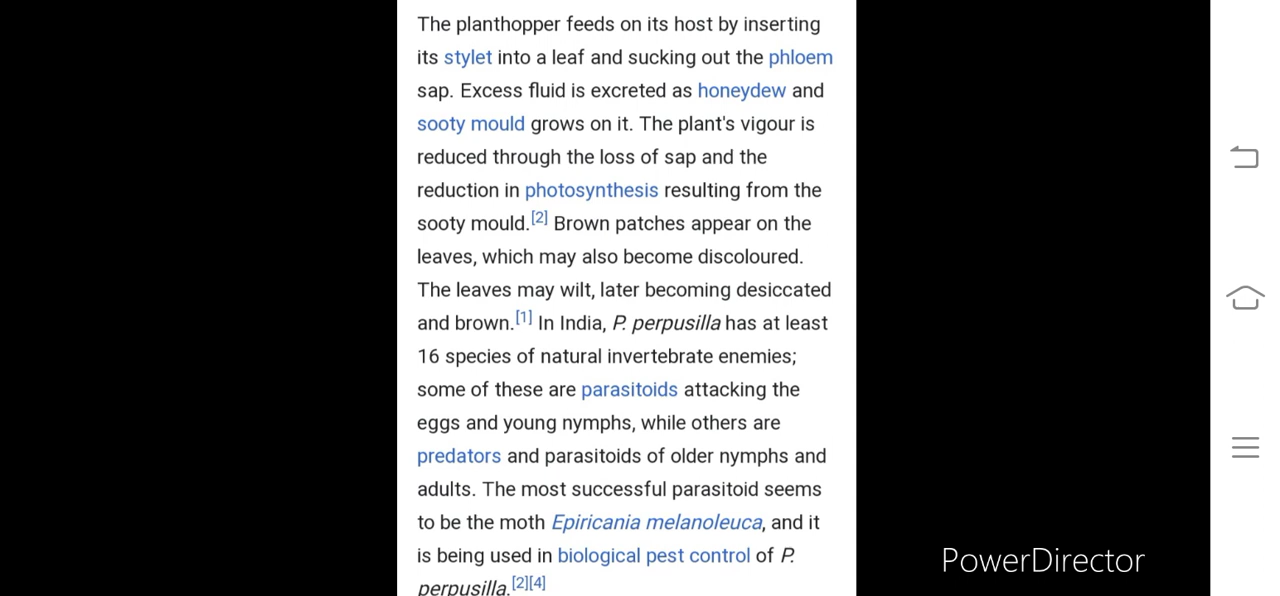 The planthopper feeds on its host by inserting
its stylet into a leaf and sucking out the phloem
sap. Excess fluid is excreted as honeydew and
sooty mould grows on it. The plant's vigour is
reduced through the loss of sap and the
reduction in photosynthesis resulting from the
sooty mould.[2] Brown patches appear on the
leaves, which may also become discoloured.
The leaves may wilt, later becoming desiccated
and brown.[1] In India, P. perpusilla has at least
16 species of natural invertebrate enemies;
some of these are parasitoids attacking the
eggs and young nymphs, while others are
predators and parasitoids of older nymphs and
adults. The most successful parasitoid seems
to be the moth Epiricania melanoleuca, and it
is being used in biological pest control of P.
perpusilla.[2][4]
PowerDirector